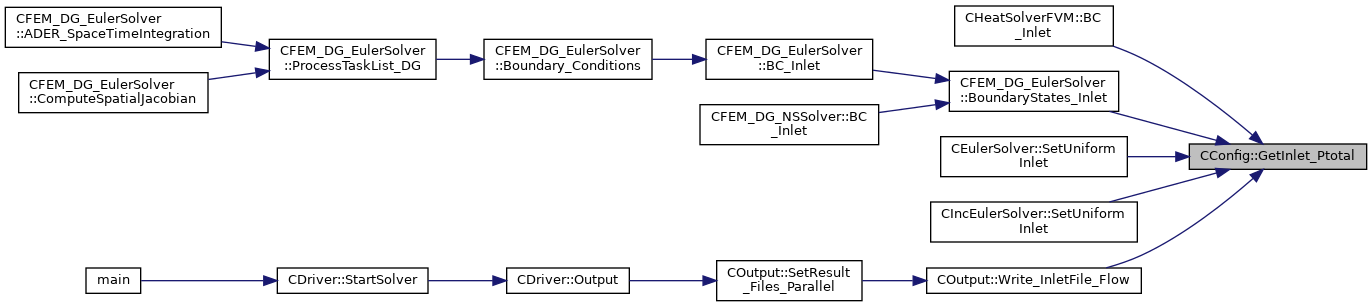 CFEM_DG_EulerSolver
::ADER_SpaceTimeIntegration
CFEM_DG_EulerSolver
::ComputeSpatialJacobian
CFEM_DG_EulerSolver
::ProcessTaskList_DG
CFEM_DG_EulerSolver
::Boundary_Conditions
CFEM_DG_EulerSolver
::BC_Inlet
CFEM_DG_NSSolver::BC
_Inlet
CHeatSolverFVM::BC
_Inlet
CFEM_DG_EulerSolver
::BoundaryStates_Inlet
CEulerSolver::SetUniform
Inlet
CIncEulerSolver::SetUniform
Inlet
CConfig::GetInlet_Ptotal
main
CDriver::StartSolver
CDriver::Output
COutput::SetResult
_Files_Parallel
COutput::Write_InletFile_Flow